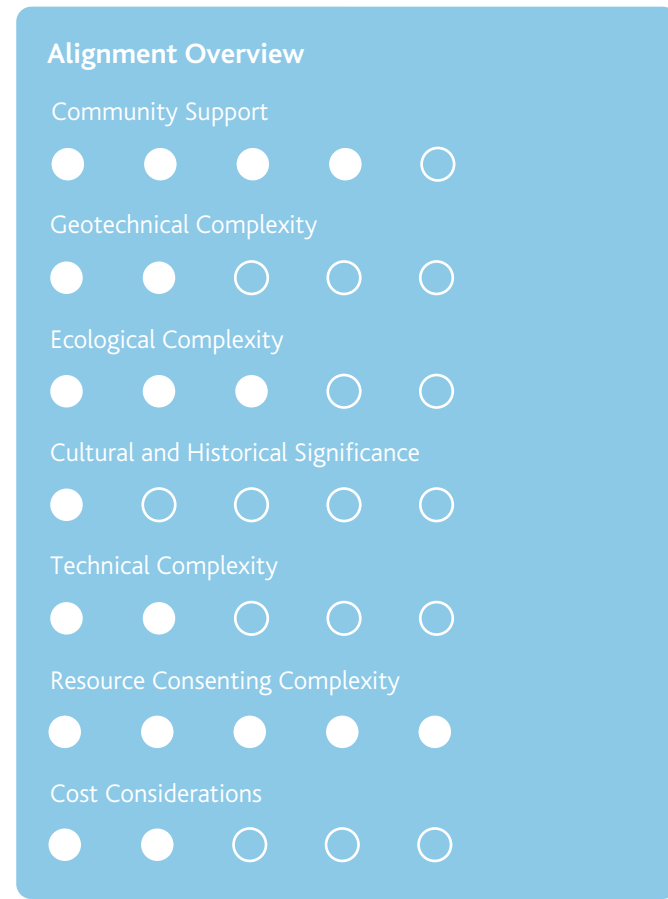 Alignment Overview
Community Support
Geotechnical Complexity
Ecological Complexity
Cultural and Historical Significance
Technical Complexity
Resource Consenting Complexity
Cost Considerations